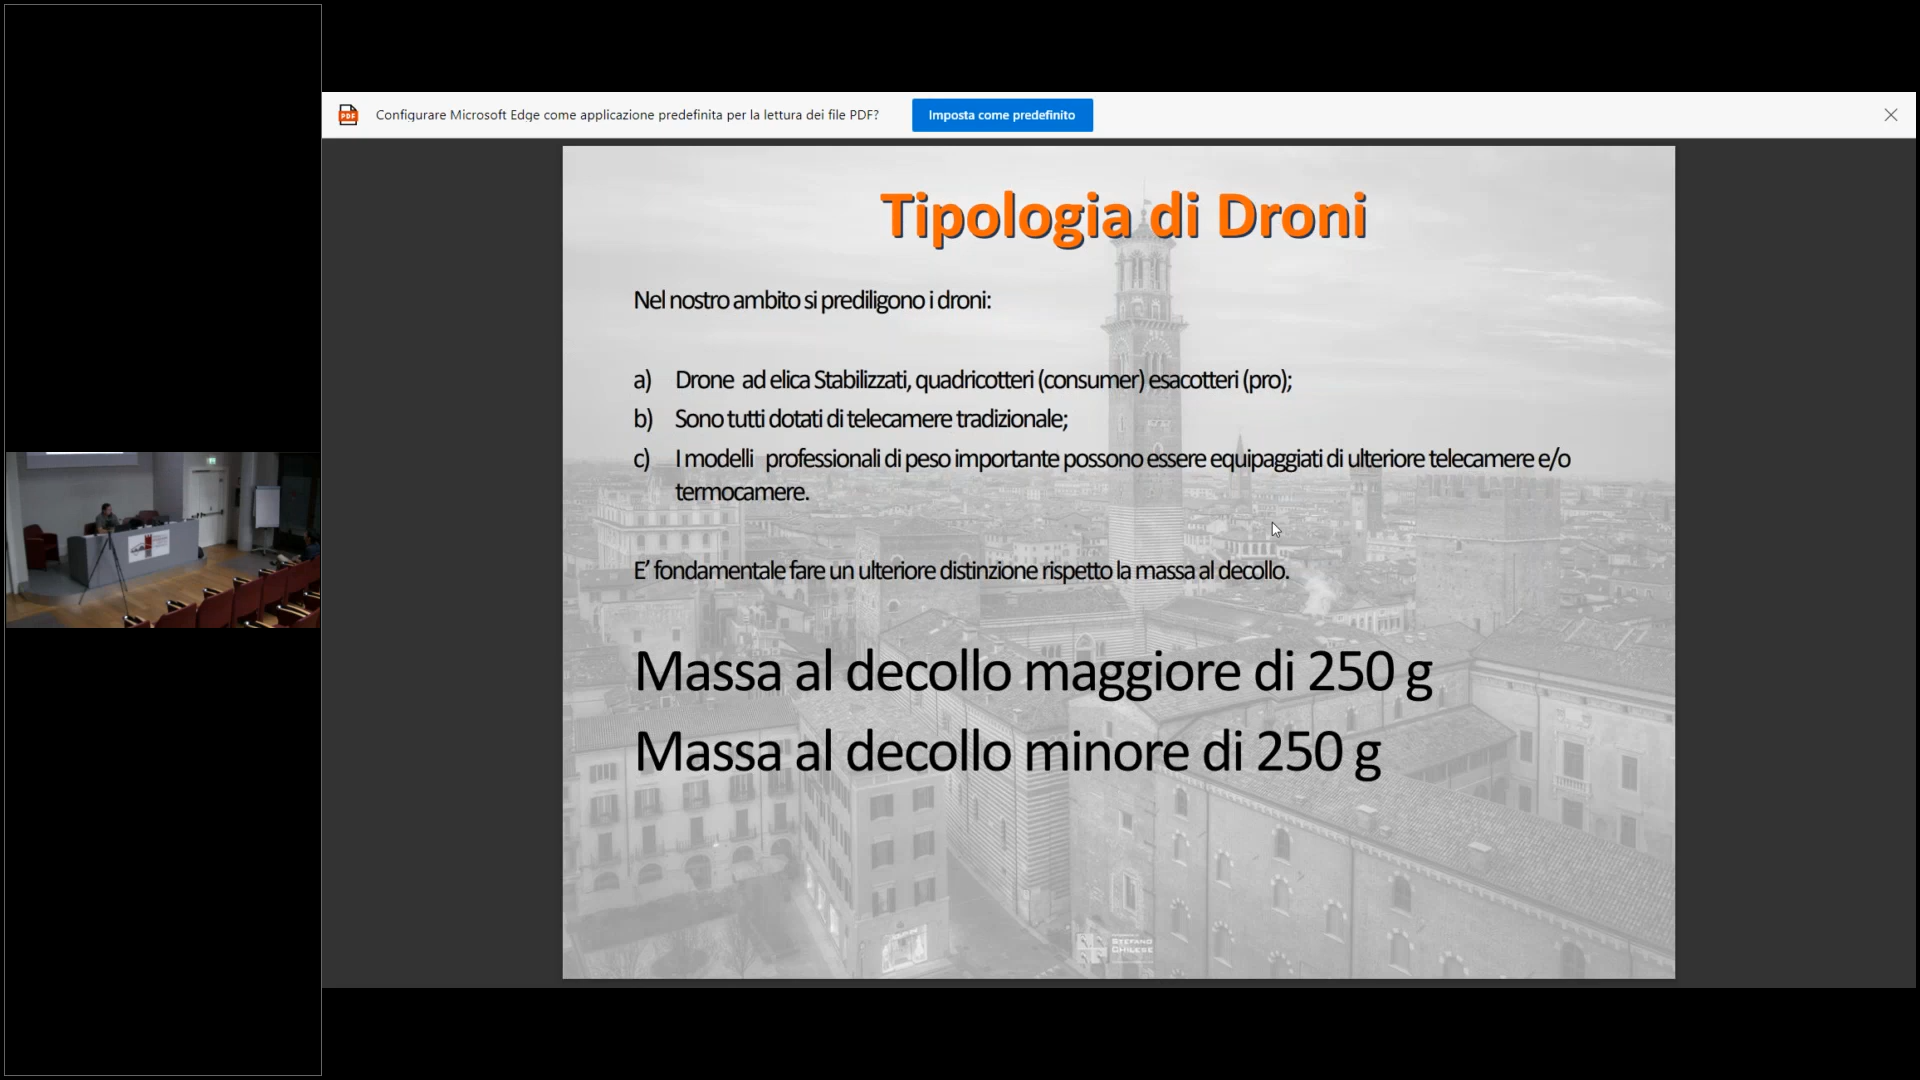 Configurare Microsoft Edge come applicazione predefinita per la lettura dei file PDF?
Imposta come predefinito
Tipologia di Droni
Nel nostro ambito si prediligono i droni:
a) Drone ad elica Stabilizzati, quadricotteri (consumer) esacotteri (pro);
b) Sono tutti dotati di telecamere tradizionale;
c) I modelli professionali di peso importante possono essere equipaggiati di ulteriore telecamere e/o
termocamere.
E' fondamentale fare un ulteriore distinzione rispetto la massa al decollo.
Massa al decollo maggiore di 250 g
Massa al decollo minore di 250 g
STEFANO
CHILESE